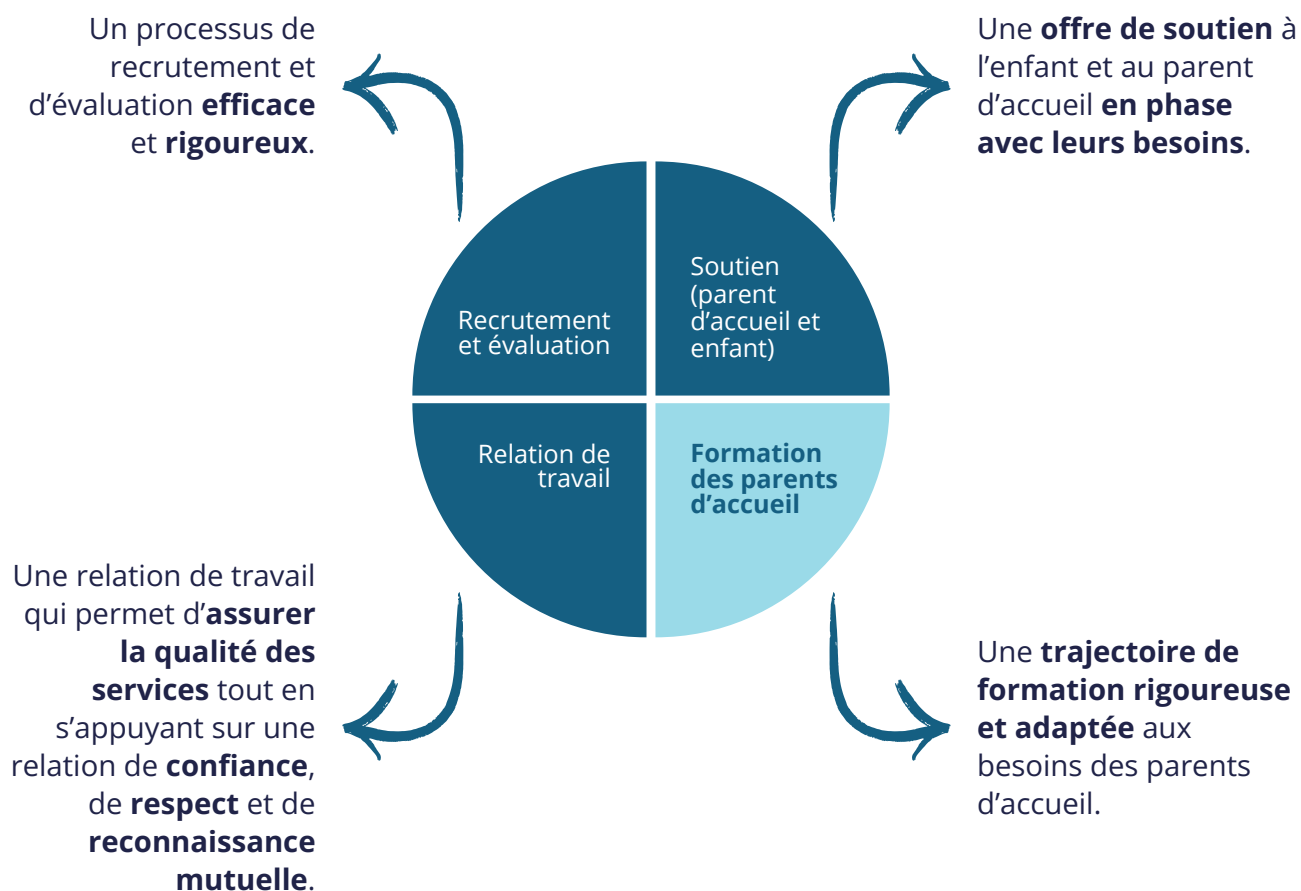 Un processus de
recrutement et
d’évaluation efficace
et rigoureux.
Une offre de soutien à
l’enfant et au parent
d’accueil en phase
avec leurs besoins.
Recrutement
et évaluation
Soutien
(parent
d’accueil et
enfant)
Relation de
travail
Formation
des parents
d’accueil
Une relation de travail
qui permet d’assurer
la qualité des
services tout en
s’appuyant sur une
relation de confiance,
de respect et de
reconnaissance
mutuelle.
Une trajectoire de
formation rigoureuse
et adaptée aux
besoins des parents
d’accueil.